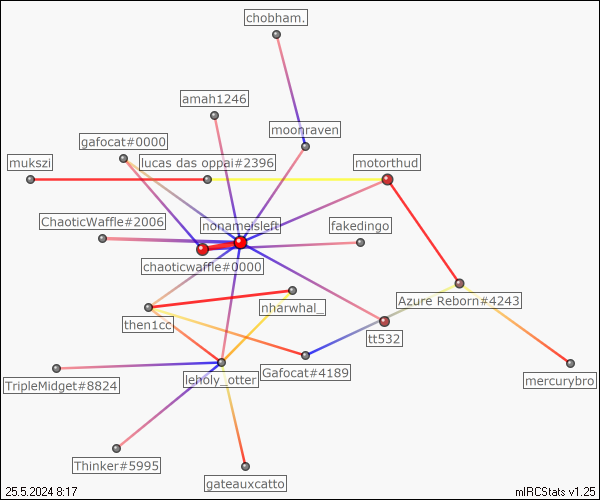 chobham.
amah1246
gafocat#0000
moonraven
mukszi
lucas das oppai#2396
motorthud
ChaoticWaffle#2006
nonameisleft
fakedingo
chaoticwaffle#0000
nharwhal_
Azure Reborn#4243
then1cc
tt532
TripleMidget#8824
leholy_otter
Gafocat#4189
mercurybro
Thinker#5995
gateauxcatto
25.5.2024 8:17
mIRCStats v1.25